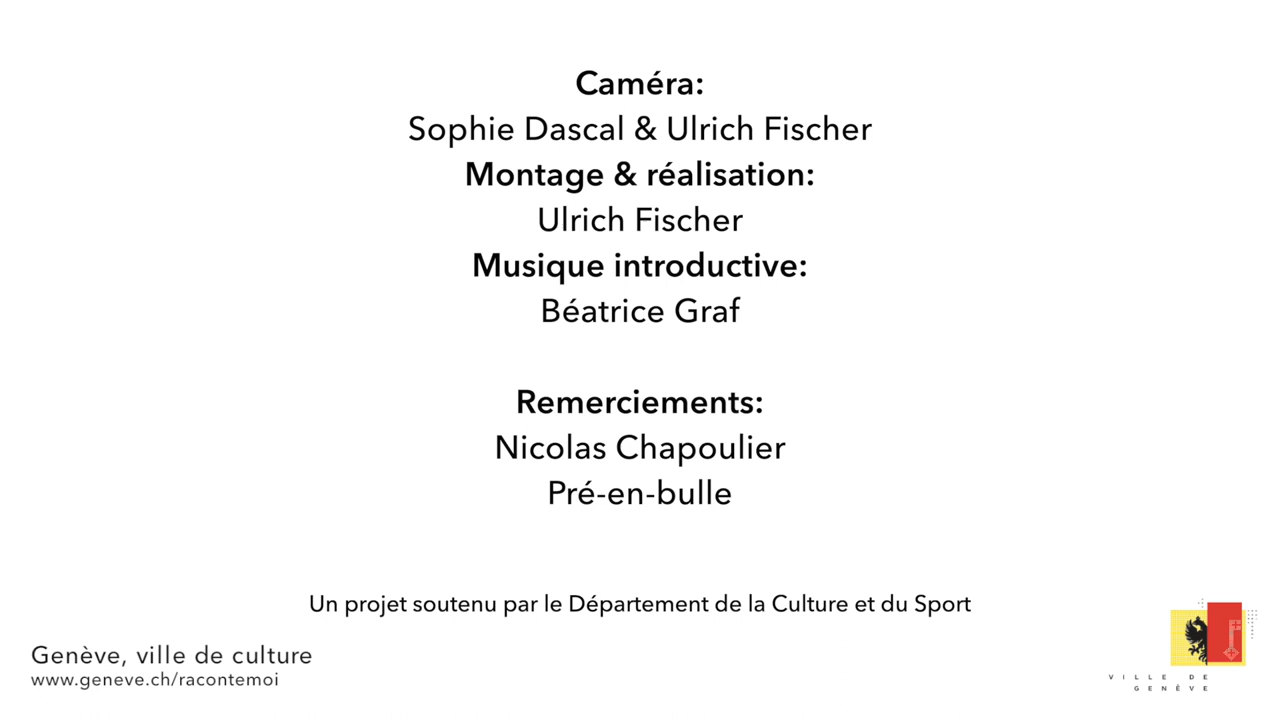 Caméra:
Sophie Dascal & Ulrich Fischer
Montage & réalisation:
Ulrich Fischer
Musique introductive:
Béatrice Graf
Remerciements:
Nicolas Chapoulier
Pré-en-bulle
Un projet soutenu par le Département de la Culture et du Sport
Genève, ville de culture
www.geneve.ch/racontemoi
VILLE DE
GENÈVE